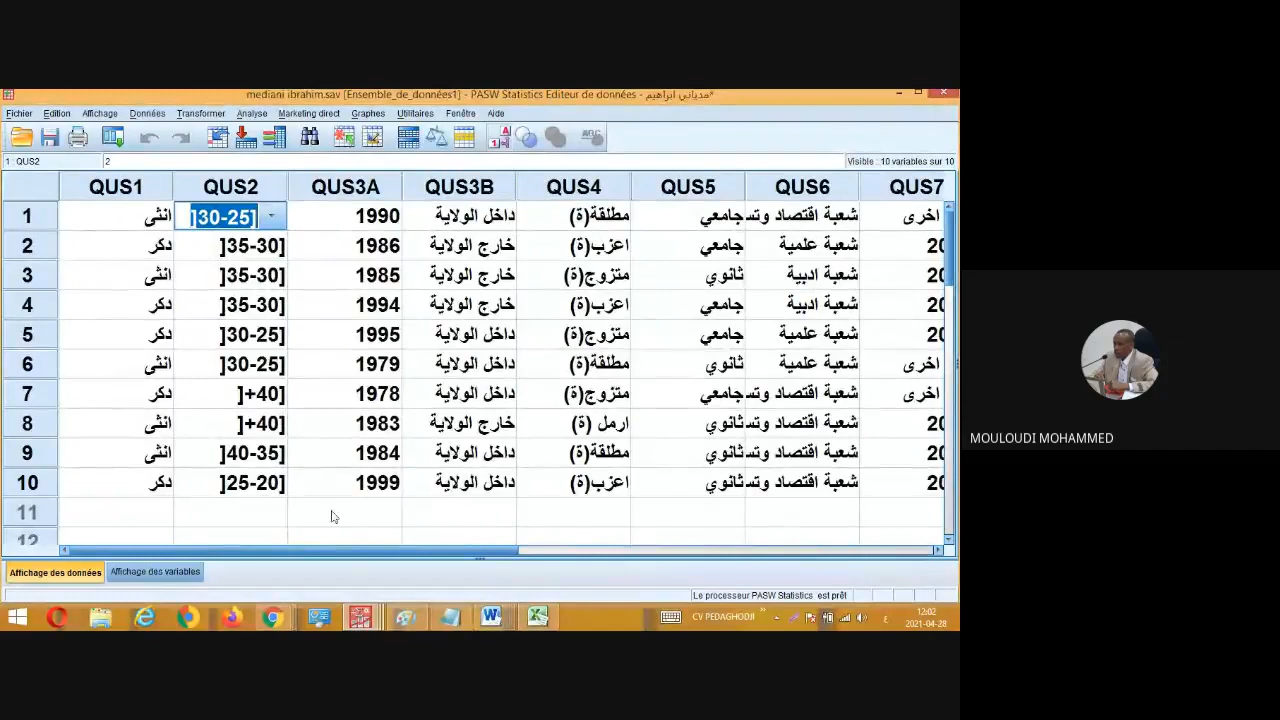 mediani ibrahim.sav [Ensemble_de_données1] - PASW Statistics Editeur de données - مدياني ابراهيم*
Fichier Edition Affichage Données Transformer Analyse Marketing direct Graphes Utilitaires Fenêtre Aide
1 : QUS2 2 Visible : 10 variables sur 10
QUS1 QUS2 QUS3A QUS3B QUS4 QUS5 QUS6 QUS7
1 انثى [30-25] 1990 داخل الولاية مطلقة(ة) جامعي شعبة اقتصاد وتس اخرى
2 دكر ]35-30] 1986 خارج الولاية اعزب(ة) جامعي شعبة علمية 20
3 انثى ]35-30] 1985 خارج الولاية متزوج(ة) ثانوي شعبة ادبية 20
4 دكر ]35-30] 1994 خارج الولاية اعزب(ة) جامعي شعبة ادبية 20
5 دكر ]30-25] 1995 داخل الولاية متزوج(ة) جامعي شعبة علمية 20
6 انثى ]30-25] 1979 داخل الولاية مطلقة(ة) ثانوي شعبة علمية اخرى
7 دكر ]+40] 1978 داخل الولاية متزوج(ة) جامعي شعبة اقتصاد وتس اخرى
8 انثى ]+40] 1983 خارج الولاية ارمل (ة) ثانوي شعبة اقتصاد وتس 20
9 انثى ]40-35] 1984 داخل الولاية مطلقة(ة) ثانوي شعبة اقتصاد وتس 20
10 دكر ]25-20] 1999 داخل الولاية اعزب(ة) ثانوي شعبة اقتصاد وتس 20
11
12
Affichage des données Affichage des variables
Le processeur PASW Statistics est prêt
CV PEDAGHODJI ع 12:02
2021-04-28
MOULOUDI MOHAMMED